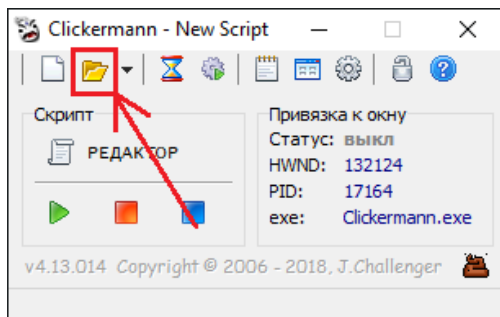 Clickermann - New Script
Скрипт
РЕДАКТОР
Привязка к окну
Статус: выкл
HWND: 132124
PID: 17164
exe: Clickermann.exe
v4.13.014 Copyright © 2006 - 2018, J.Challenger